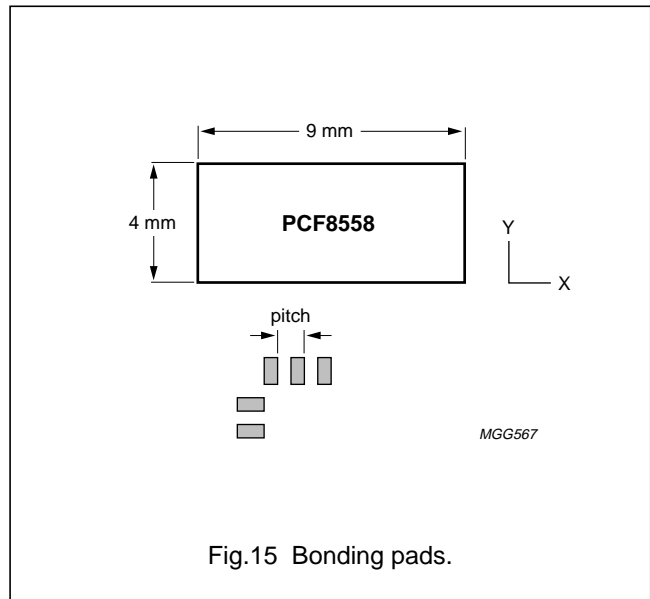 9 mm
4 mm
PCF8558
Y
X
pitch
MGG567
Fig.15 Bonding pads.